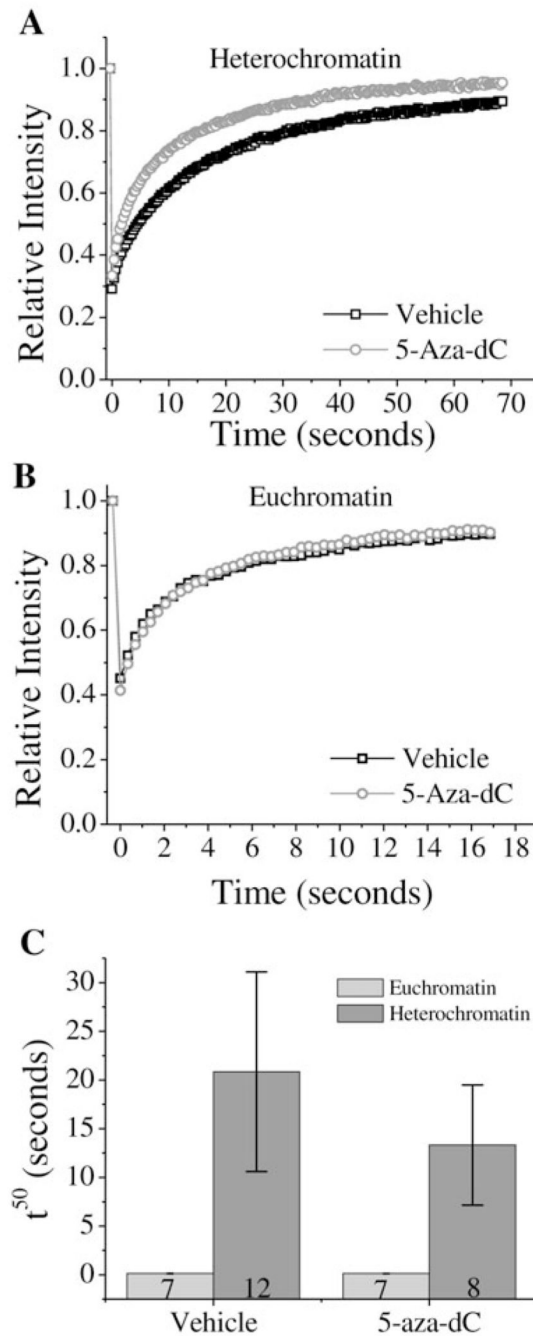 A
Heterochromatin
1.0
0.8
0.6
0.4
0.2
0.0
Relative Intensity
Vehicle
5-Aza-dC
0 10 20 30 40 50 60 70
Time (seconds)
B
Euchromatin
1.0
0.8
0.6
0.4
0.2
0.0
Relative Intensity
Vehicle
5-Aza-dC
0 2 4 6 8 10 12 14 16 18
Time (seconds)
C
30
25
20
15
10
5
0
t⁵⁰ (seconds)
Euchromatin
Heterochromatin
7 12 7 8
Vehicle 5-aza-dC